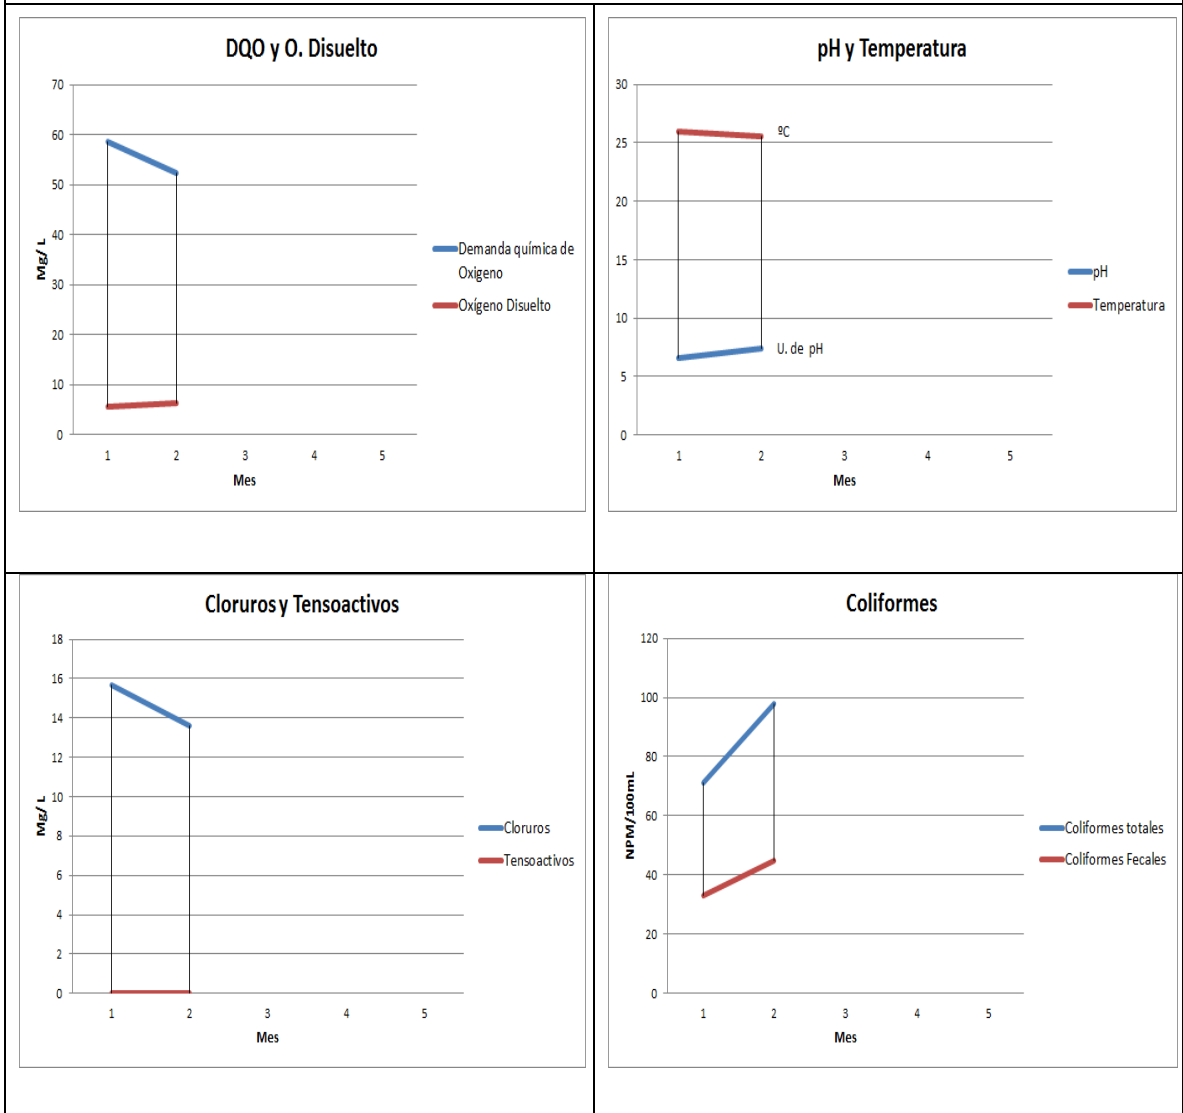 DQO y O. Disuelto
70
60
50
40
30
20
10
0
Mg/ L
1 2 3 4 5
Mes
Demanda química de
Oxigeno
Oxígeno Disuelto
pH y Temperatura
30
25
20
15
10
5
0
ºC
U. de pH
1 2 3 4 5
Mes
pH
Temperatura
Cloruros y Tensoactivos
18
16
14
12
10
8
6
4
2
0
Mg/ L
1 2 3 4 5
Mes
Cloruros
Tensoactivos
Coliformes
120
100
80
60
40
20
0
NPM/100mL
1 2 3 4 5
Mes
Coliformes totales
Coliformes Fecales